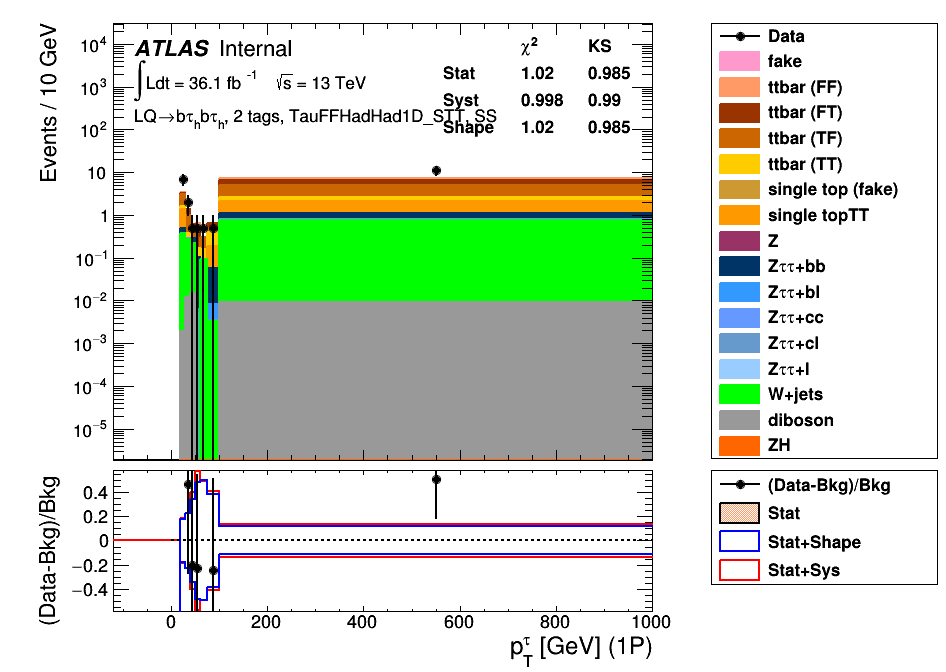 Events / 10 GeV
10⁴
10³
10²
10
1
10⁻¹
10⁻²
10⁻³
10⁻⁴
10⁻⁵
ATLAS Internal
∫Ldt = 36.1 fb⁻¹ √s = 13 TeV
LQ→bτₕbτₕ, 2 tags, TauFFHadHad1D_STT, SS
χ² KS
Stat 1.02 0.985
Syst 0.998 0.99
Shape 1.02 0.985
Data
fake
ttbar (FF)
ttbar (FT)
ttbar (TF)
ttbar (TT)
single top (fake)
single topTT
Z
Zττ+bb
Zττ+bl
Zττ+cc
Zττ+cl
Zττ+l
W+jets
diboson
ZH
(Data-Bkg)/Bkg
0.4
0.2
0
−0.2
−0.4
0 200 400 600 800 1000
p_T^τ [GeV] (1P)
(Data-Bkg)/Bkg
Stat
Stat+Shape
Stat+Sys